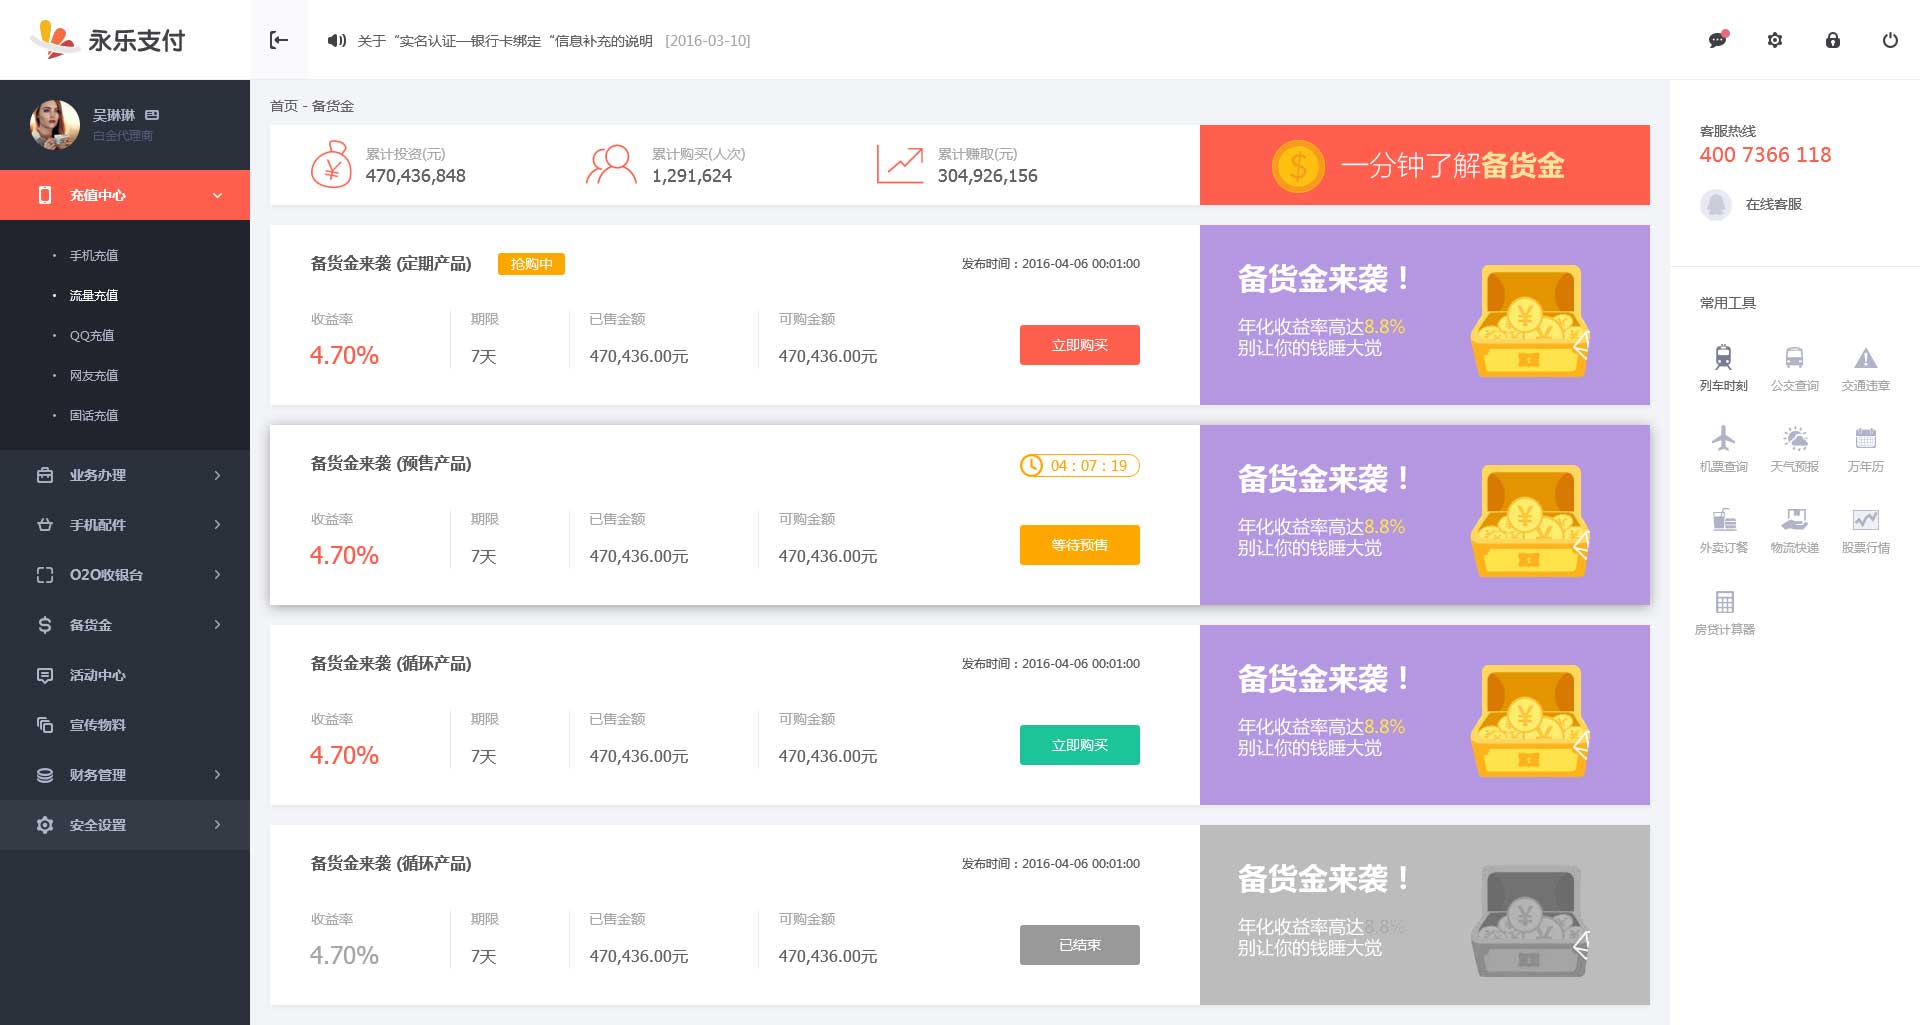 永乐支付
关于“实名认证—银行卡绑定“信息补充的说明 [2016-03-10]
吴琳琳
白金代理商
充值中心
· 手机充值
· 流量充值
· QQ充值
· 网友充值
· 固话充值
业务办理
手机配件
O2O收银台
备货金
活动中心
宣传物料
财务管理
安全设置
首页 - 备货金
累计投资(元)
470,436,848
累计购买(人次)
1,291,624
累计赚取(元)
304,926,156
一分钟了解备货金
备货金来袭 (定期产品) 抢购中 发布时间：2016-04-06 00:01:00
收益率 期限 已售金额 可购金额
4.70% 7天 470,436.00元 470,436.00元 立即购买
备货金来袭！
年化收益率高达8.8%
别让你的钱睡大觉
备货金来袭 (预售产品) 04 : 07 : 19
收益率 期限 已售金额 可购金额
4.70% 7天 470,436.00元 470,436.00元 等待预售
备货金来袭！
年化收益率高达8.8%
别让你的钱睡大觉
备货金来袭 (循环产品) 发布时间：2016-04-06 00:01:00
收益率 期限 已售金额 可购金额
4.70% 7天 470,436.00元 470,436.00元 立即购买
备货金来袭！
年化收益率高达8.8%
别让你的钱睡大觉
备货金来袭 (循环产品) 发布时间：2016-04-06 00:01:00
收益率 期限 已售金额 可购金额
4.70% 7天 470,436.00元 470,436.00元 已结束
备货金来袭！
年化收益率高达8.8%
别让你的钱睡大觉
客服热线
400 7366 118
在线客服
常用工具
列车时刻 公交查询 交通违章
机票查询 天气预报 万年历
外卖订餐 物流快递 股票行情
房贷计算器